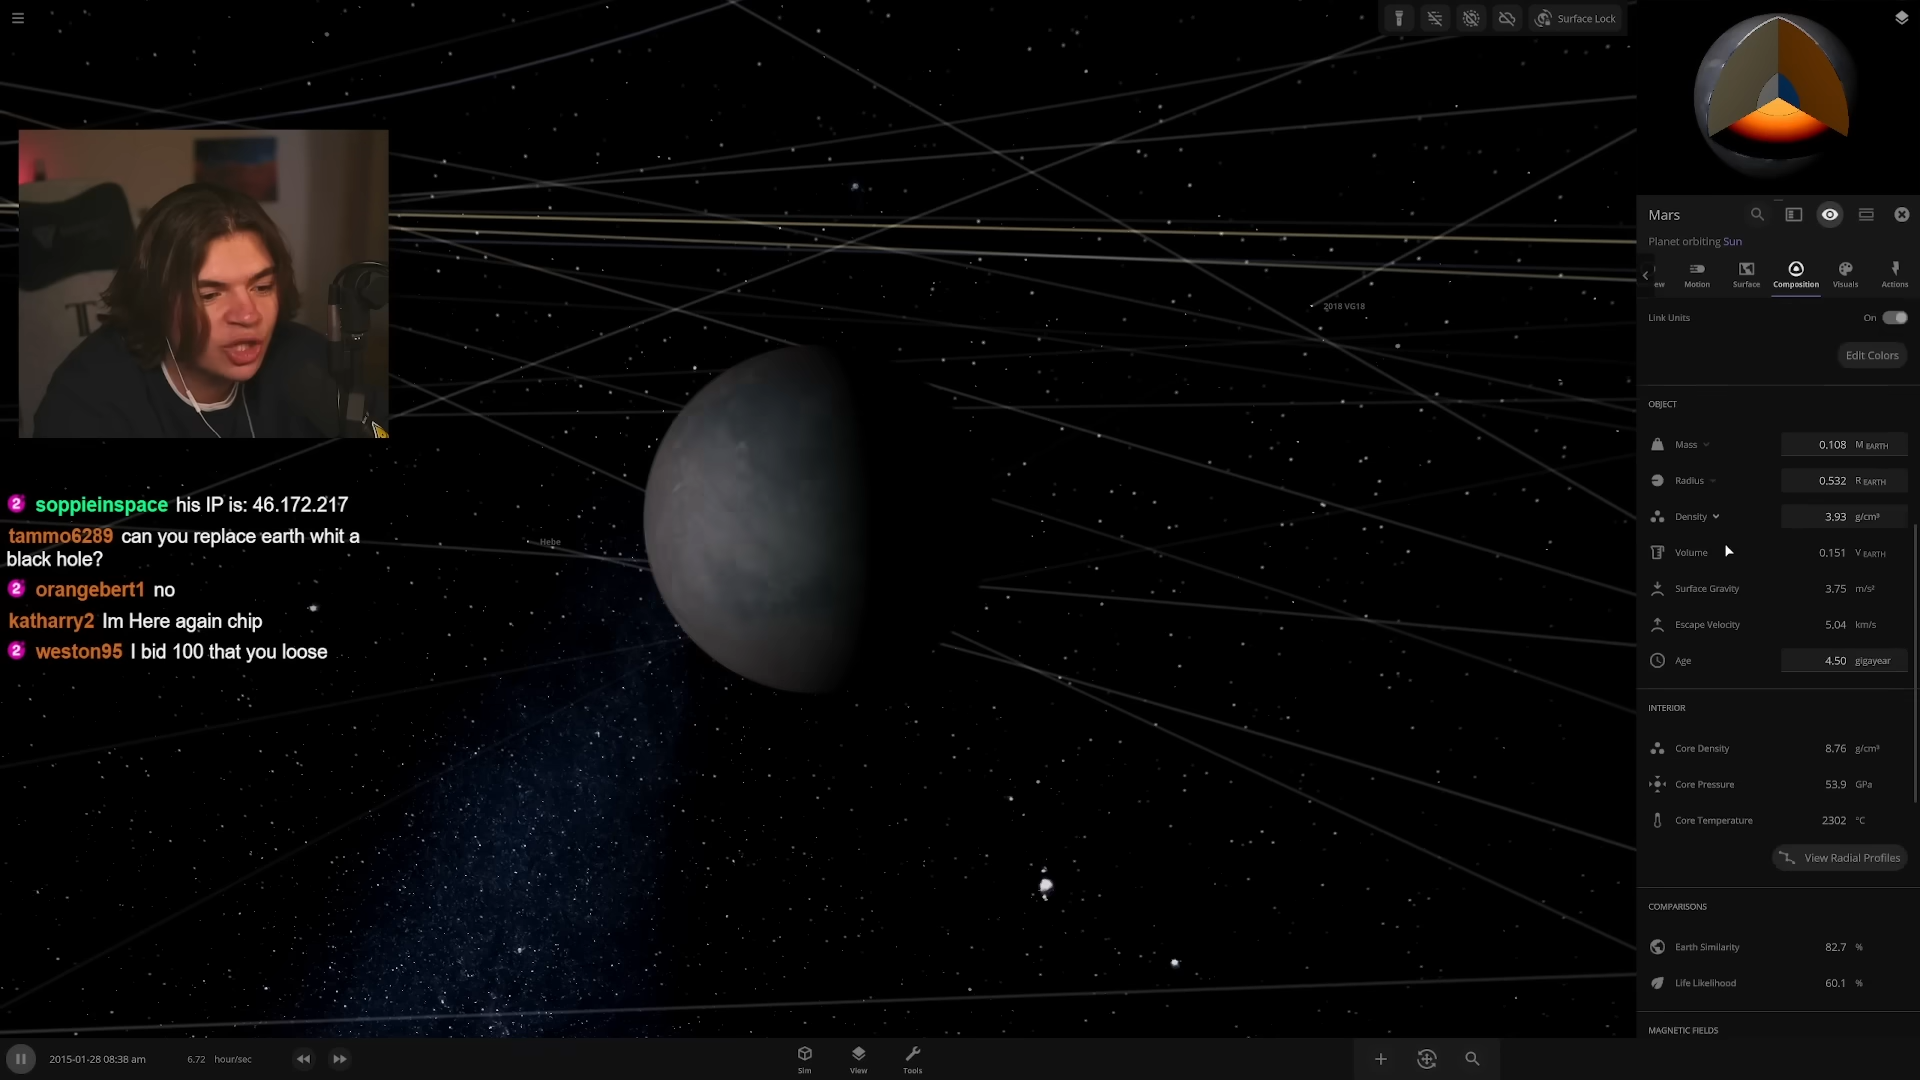 Surface Lock
Mars
Planet orbiting Sun
ew Motion Surface Composition Visuals Actions
Link Units On
Edit Colors
OBJECT
Mass 0.108 M EARTH
Radius 0.532 R EARTH
Density 3.93 g/cm³
Volume 0.151 V EARTH
Surface Gravity 3.75 m/s²
Escape Velocity 5.04 km/s
Age 4.50 gigayear
INTERIOR
Core Density 8.76 g/cm³
Core Pressure 53.9 GPa
Core Temperature 2302 °C
View Radial Profiles
COMPARISONS
Earth Similarity 82.7 %
Life Likelihood 60.1 %
MAGNETIC FIELDS
2018 VG18
Hebe
2 soppieinspace his IP is: 46.172.217
tammo6289 can you replace earth whit a
black hole?
2 orangebert1 no
katharry2 Im Here again chip
2 weston95 I bid 100 that you loose
2015-01-28 08:38 am 6.72 hour/sec
Sim View Tools